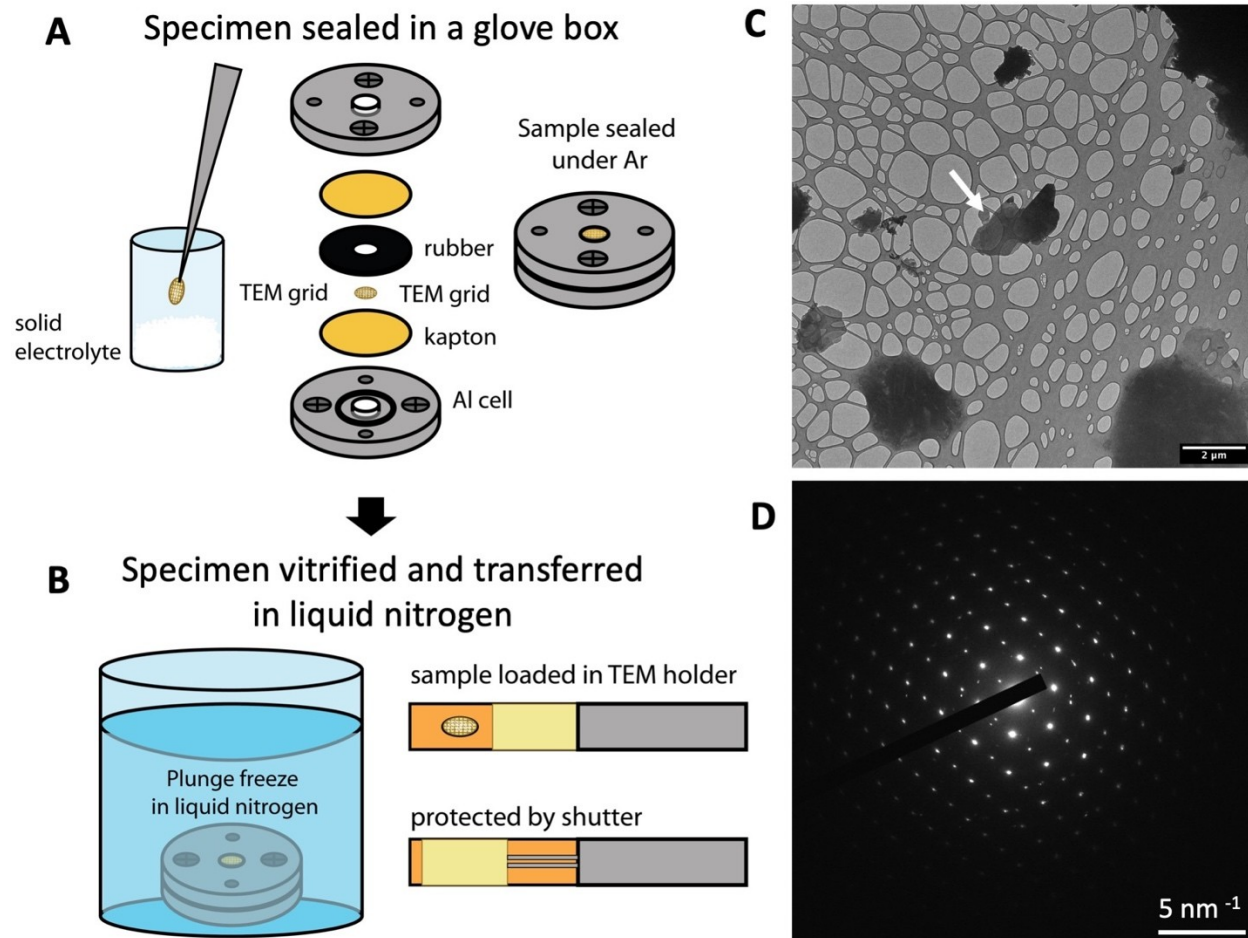 A
Specimen sealed in a glove box
solid
electrolyte
TEM grid
rubber
TEM grid
kapton
Al cell
Sample sealed
under Ar
B
Specimen vitrified and transferred
in liquid nitrogen
Plunge freeze
in liquid nitrogen
sample loaded in TEM holder
protected by shutter
C
2 μm
D
5 nm -1